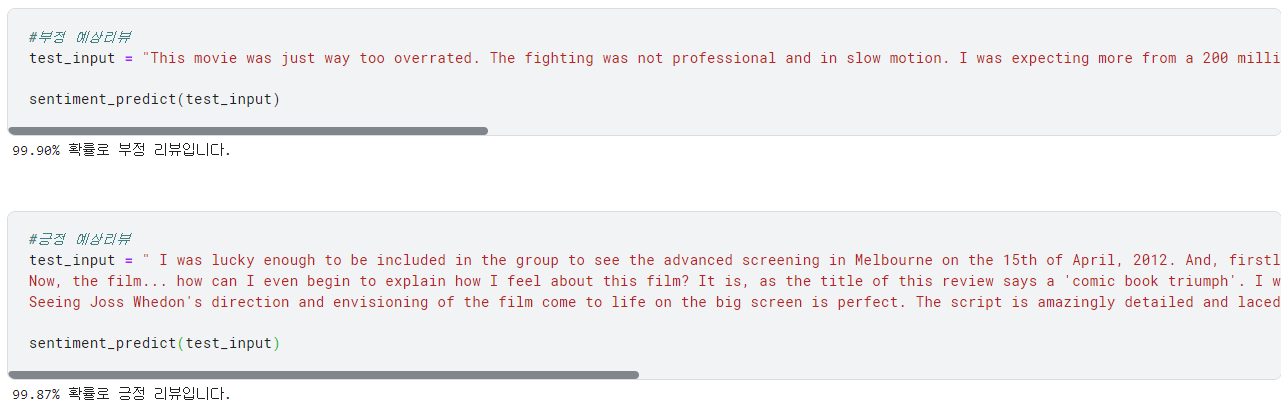 #부정 예상리뷰
test_input = "This movie was just way too overrated. The fighting was not professional and in slow motion. I was expecting more from a 200 milli
sentiment_predict(test_input)
99.90% 확률로 부정 리뷰입니다.
#긍정 예상리뷰
test_input = " I was lucky enough to be included in the group to see the advanced screening in Melbourne on the 15th of April, 2012. And, firstl
Now, the film... how can I even begin to explain how I feel about this film? It is, as the title of this review says a 'comic book triumph'. I w
Seeing Joss Whedon's direction and envisioning of the film come to life on the big screen is perfect. The script is amazingly detailed and laced
sentiment_predict(test_input)
99.87% 확률로 긍정 리뷰입니다.